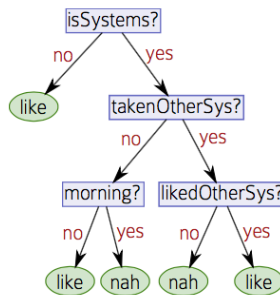 isSystems?
no yes
like takenOtherSys?
no yes
morning? likedOtherSys?
no yes no yes
like nah nah like